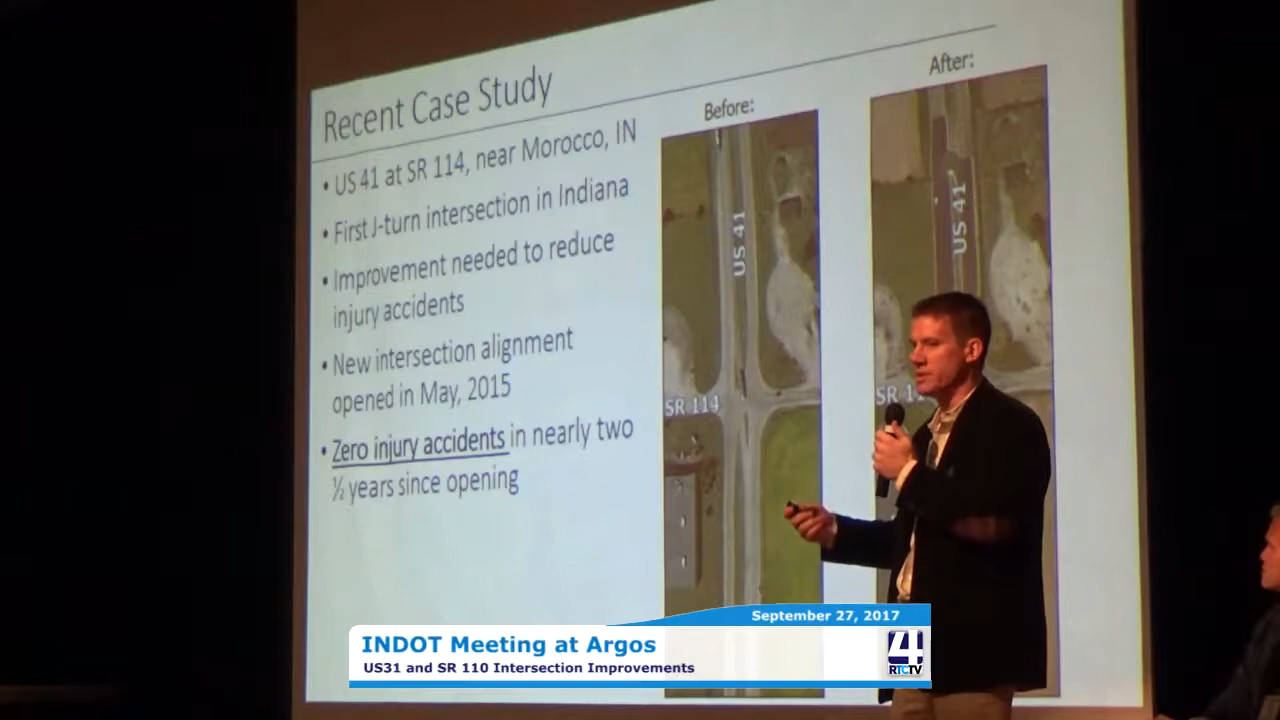 Recent Case Study
• US 41 at SR 114, near Morocco, IN
• First J-turn intersection in Indiana
• Improvement needed to reduce
injury accidents
• New intersection alignment
opened in May, 2015
• Zero injury accidents in nearly two
½ years since opening
Before:
US 41
SR 114
After:
US 41
SR 11
September 27, 2017
INDOT Meeting at Argos
US31 and SR 110 Intersection Improvements
4
RTCTV